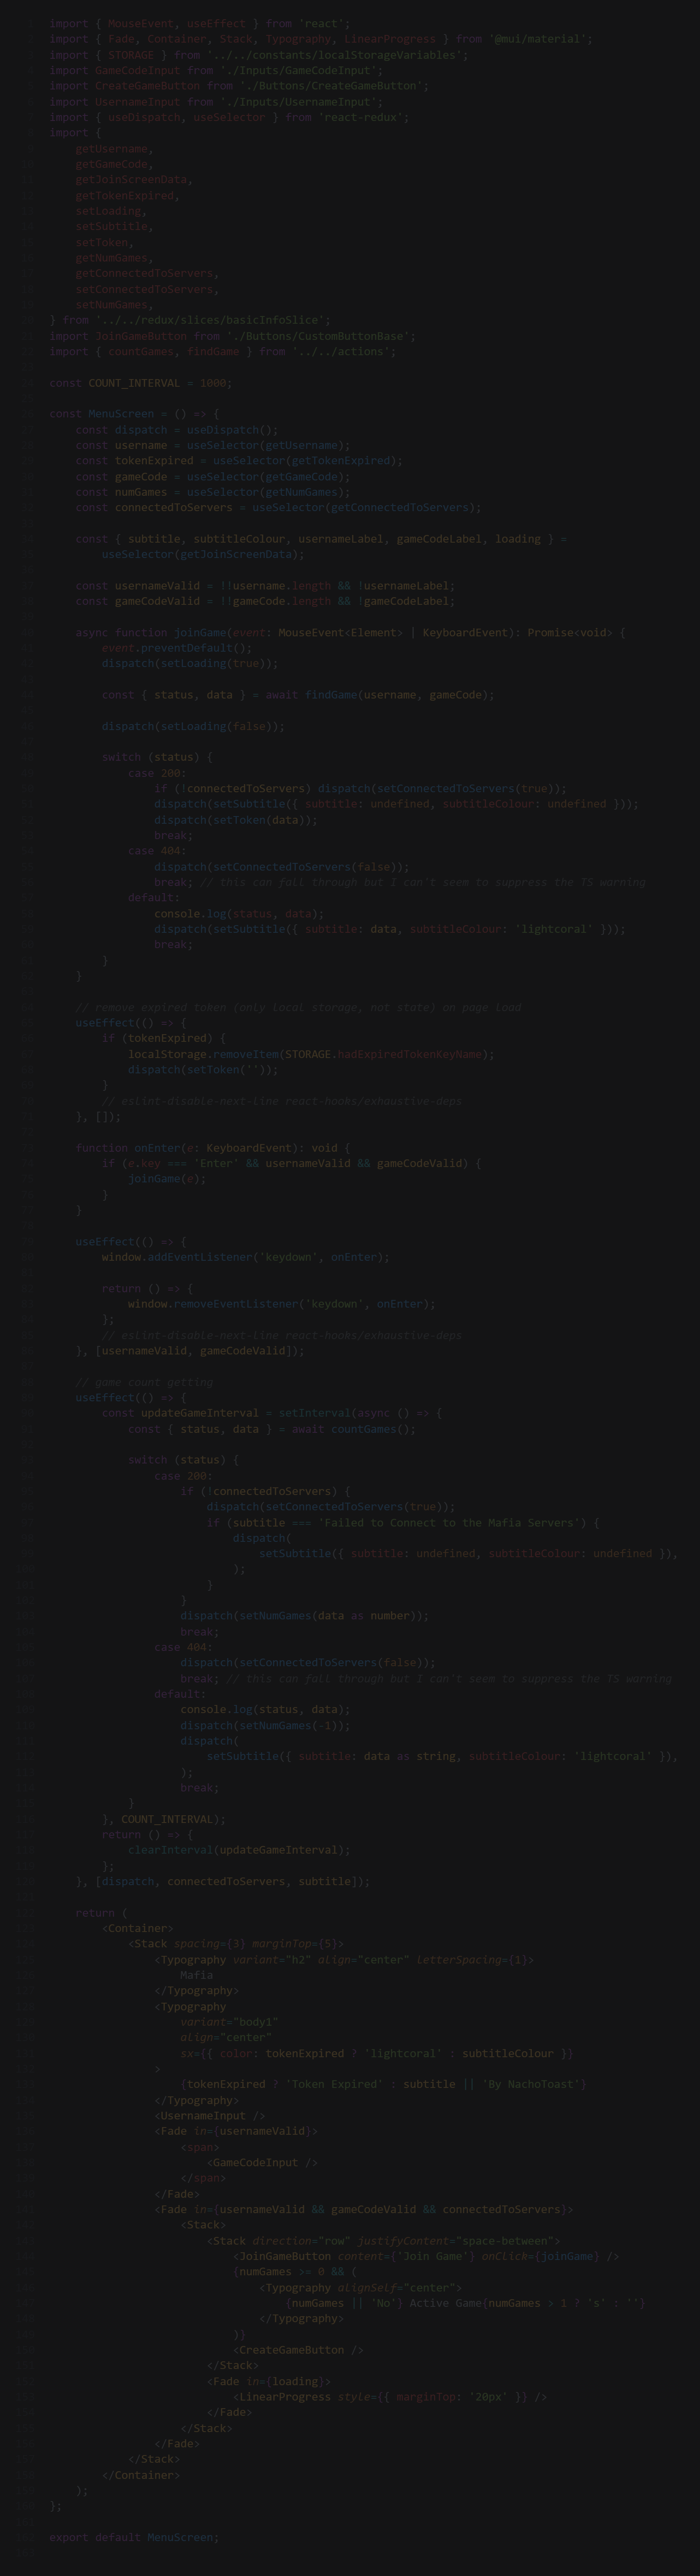 import { MouseEvent, useEffect } from 'react';
import { Fade, Container, Stack, Typography, LinearProgress } from '@mui/material';
import { STORAGE } from '../../constants/localStorageVariables';
import GameCodeInput from './Inputs/GameCodeInput';
import CreateGameButton from './Buttons/CreateGameButton';
import UsernameInput from './Inputs/UsernameInput';
import { useDispatch, useSelector } from 'react-redux';
import {
    getUsername,
    getGameCode,
    getJoinScreenData,
    getTokenExpired,
    setLoading,
    setSubtitle,
    setToken,
    getNumGames,
    getConnectedToServers,
    setConnectedToServers,
    setNumGames,
} from '../../redux/slices/basicInfoSlice';
import JoinGameButton from './Buttons/CustomButtonBase';
import { countGames, findGame } from '../../actions';

const COUNT_INTERVAL = 1000;

const MenuScreen = () => {
    const dispatch = useDispatch();
    const username = useSelector(getUsername);
    const tokenExpired = useSelector(getTokenExpired);
    const gameCode = useSelector(getGameCode);
    const numGames = useSelector(getNumGames);
    const connectedToServers = useSelector(getConnectedToServers);

    const { subtitle, subtitleColour, usernameLabel, gameCodeLabel, loading } =
        useSelector(getJoinScreenData);

    const usernameValid = !!username.length && !usernameLabel;
    const gameCodeValid = !!gameCode.length && !gameCodeLabel;

    async function joinGame(event: MouseEvent<Element> | KeyboardEvent): Promise<void> {
        event.preventDefault();
        dispatch(setLoading(true));

        const { status, data } = await findGame(username, gameCode);

        dispatch(setLoading(false));

        switch (status) {
            case 200:
                if (!connectedToServers) dispatch(setConnectedToServers(true));
                dispatch(setSubtitle({ subtitle: undefined, subtitleColour: undefined }));
                dispatch(setToken(data));
                break;
            case 404:
                dispatch(setConnectedToServers(false));
                break; // this can fall through but I can't seem to suppress the TS warning
            default:
                console.log(status, data);
                dispatch(setSubtitle({ subtitle: data, subtitleColour: 'lightcoral' }));
                break;
        }
    }

    // remove expired token (only local storage, not state) on page load
    useEffect(() => {
        if (tokenExpired) {
            localStorage.removeItem(STORAGE.hadExpiredTokenKeyName);
            dispatch(setToken(''));
        }
        // eslint-disable-next-line react-hooks/exhaustive-deps
    }, []);

    function onEnter(e: KeyboardEvent): void {
        if (e.key === 'Enter' && usernameValid && gameCodeValid) {
            joinGame(e);
        }
    }

    useEffect(() => {
        window.addEventListener('keydown', onEnter);

        return () => {
            window.removeEventListener('keydown', onEnter);
        };
        // eslint-disable-next-line react-hooks/exhaustive-deps
    }, [usernameValid, gameCodeValid]);

    // game count getting
    useEffect(() => {
        const updateGameInterval = setInterval(async () => {
            const { status, data } = await countGames();

            switch (status) {
                case 200:
                    if (!connectedToServers) {
                        dispatch(setConnectedToServers(true));
                        if (subtitle === 'Failed to Connect to the Mafia Servers') {
                            dispatch(
                                setSubtitle({ subtitle: undefined, subtitleColour: undefined }),
                            );
                        }
                    }
                    dispatch(setNumGames(data as number));
                    break;
                case 404:
                    dispatch(setConnectedToServers(false));
                    break; // this can fall through but I can't seem to suppress the TS warning
                default:
                    console.log(status, data);
                    dispatch(setNumGames(-1));
                    dispatch(
                        setSubtitle({ subtitle: data as string, subtitleColour: 'lightcoral' }),
                    );
                    break;
            }
        }, COUNT_INTERVAL);
        return () => {
            clearInterval(updateGameInterval);
        };
    }, [dispatch, connectedToServers, subtitle]);

    return (
        <Container>
            <Stack spacing={3} marginTop={5}>
                <Typography variant="h2" align="center" letterSpacing={1}>
                    Mafia
                </Typography>
                <Typography
                    variant="body1"
                    align="center"
                    sx={{ color: tokenExpired ? 'lightcoral' : subtitleColour }}
                >
                    {tokenExpired ? 'Token Expired' : subtitle || 'By NachoToast'}
                </Typography>
                <UsernameInput />
                <Fade in={usernameValid}>
                    <span>
                        <GameCodeInput />
                    </span>
                </Fade>
                <Fade in={usernameValid && gameCodeValid && connectedToServers}>
                    <Stack>
                        <Stack direction="row" justifyContent="space-between">
                            <JoinGameButton content={'Join Game'} onClick={joinGame} />
                            {numGames >= 0 && (
                                <Typography alignSelf="center">
                                    {numGames || 'No'} Active Game{numGames > 1 ? 's' : ''}
                                </Typography>
                            )}
                            <CreateGameButton />
                        </Stack>
                        <Fade in={loading}>
                            <LinearProgress style={{ marginTop: '20px' }} />
                        </Fade>
                    </Stack>
                </Fade>
            </Stack>
        </Container>
    );
};

export default MenuScreen;